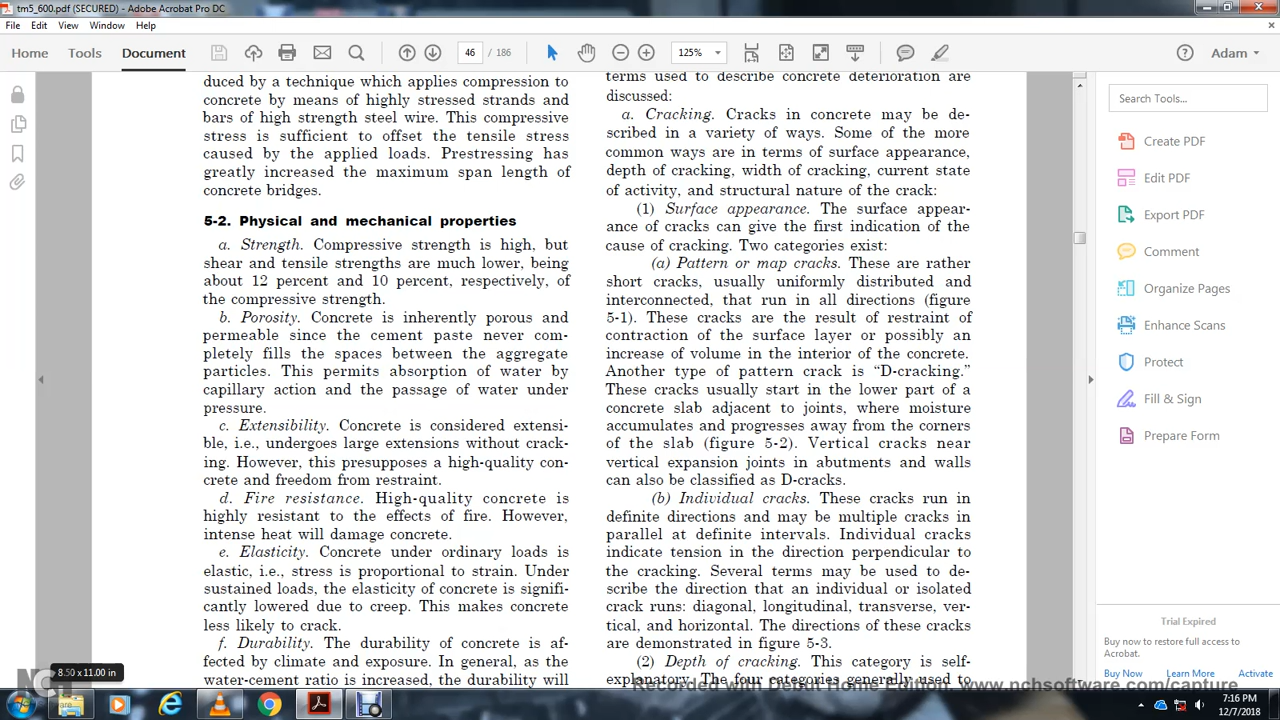 tm5_600.pdf (SECURED) - Adobe Acrobat Pro DC
File Edit View Window Help
Home Tools Document 46 / 186 125% Adam
duced by a technique which applies compression to
concrete by means of highly stressed strands and
bars of high strength steel wire. This compressive
stress is sufficient to offset the tensile stress
caused by the applied loads. Prestressing has
greatly increased the maximum span length of
concrete bridges.
5-2. Physical and mechanical properties
a. Strength. Compressive strength is high, but
shear and tensile strengths are much lower, being
about 12 percent and 10 percent, respectively, of
the compressive strength.
b. Porosity. Concrete is inherently porous and
permeable since the cement paste never com-
pletely fills the spaces between the aggregate
particles. This permits absorption of water by
capillary action and the passage of water under
pressure.
c. Extensibility. Concrete is considered extensi-
ble, i.e., undergoes large extensions without crack-
ing. However, this presupposes a high-quality con-
crete and freedom from restraint.
d. Fire resistance. High-quality concrete is
highly resistant to the effects of fire. However,
intense heat will damage concrete.
e. Elasticity. Concrete under ordinary loads is
elastic, i.e., stress is proportional to strain. Under
sustained loads, the elasticity of concrete is signifi-
cantly lowered due to creep. This makes concrete
less likely to crack.
f. Durability. The durability of concrete is af-
fected by climate and exposure. In general, as the
water-cement ratio is increased, the durability will
terms used to describe concrete deterioration are
discussed:
a. Cracking. Cracks in concrete may be de-
scribed in a variety of ways. Some of the more
common ways are in terms of surface appearance,
depth of cracking, width of cracking, current state
of activity, and structural nature of the crack:
(1) Surface appearance. The surface appear-
ance of cracks can give the first indication of the
cause of cracking. Two categories exist:
(a) Pattern or map cracks. These are rather
short cracks, usually uniformly distributed and
interconnected, that run in all directions (figure
5-1). These cracks are the result of restraint of
contraction of the surface layer or possibly an
increase of volume in the interior of the concrete.
Another type of pattern crack is “D-cracking.”
These cracks usually start in the lower part of a
concrete slab adjacent to joints, where moisture
accumulates and progresses away from the corners
of the slab (figure 5-2). Vertical cracks near
vertical expansion joints in abutments and walls
can also be classified as D-cracks.
(b) Individual cracks. These cracks run in
definite directions and may be multiple cracks in
parallel at definite intervals. Individual cracks
indicate tension in the direction perpendicular to
the cracking. Several terms may be used to de-
scribe the direction that an individual or isolated
crack runs: diagonal, longitudinal, transverse, ver-
tical, and horizontal. The directions of these cracks
are demonstrated in figure 5-3.
(2) Depth of cracking. This category is self-
explanatory. The four categories generally used to
Search Tools...
Create PDF
Edit PDF
Export PDF
Comment
Organize Pages
Enhance Scans
Protect
Fill & Sign
Prepare Form
Trial Expired
Buy now to restore full access to
Acrobat.
Buy Now Learn More Activate
8.50 x 11.00 in
NCH
Recorded with Debut Home Edition. www.nchsoftware.com/capture
7:16 PM
12/7/2018